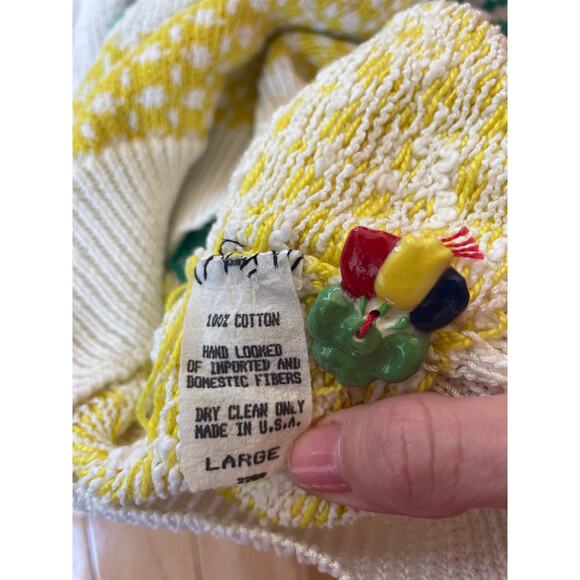 100% COTTON
HAND LOOMED
OF IMPORTED AND
DOMESTIC FIBERS
DRY CLEAN ONLY
MADE IN U.S.A.
LARGE